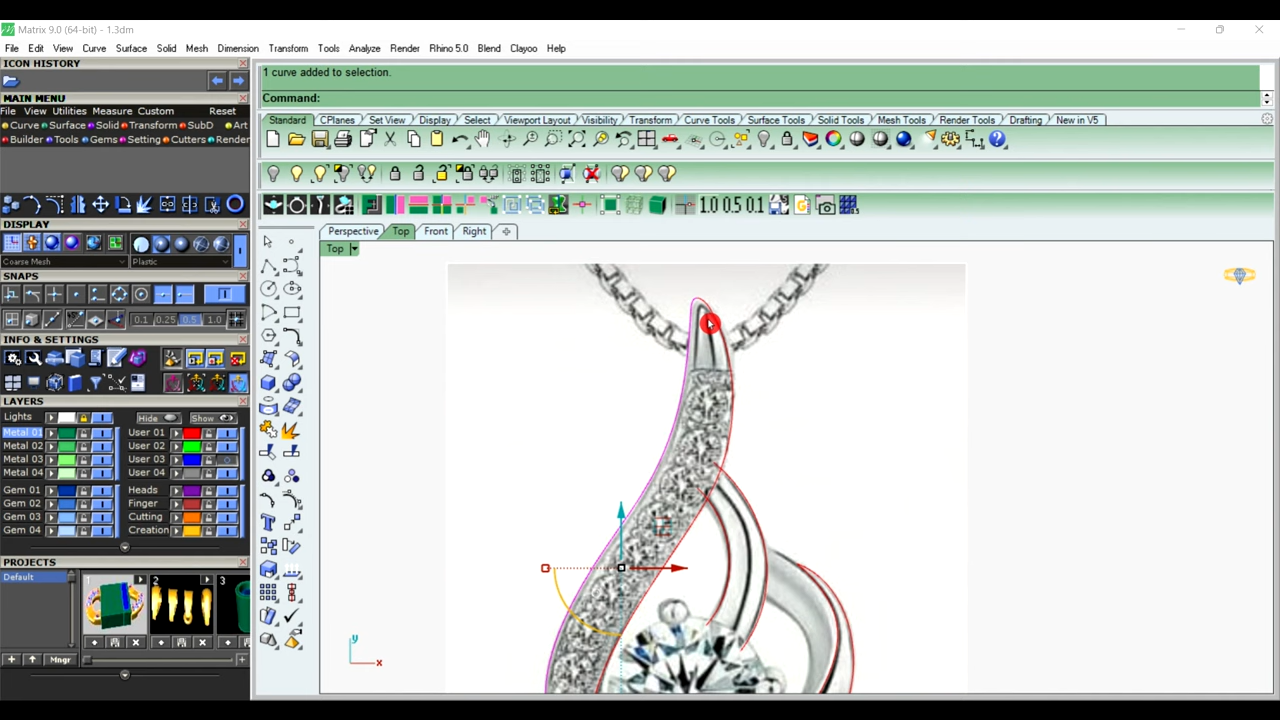 Matrix 9.0 (64-bit) - 1.3dm
File Edit View Curve Surface Solid Mesh Dimension Transform Tools Analyze Render Rhino 5.0 Blend Clayoo Help
ICON HISTORY
1 curve added to selection.
MAIN MENU
Command:
File View Utilities Measure Custom Reset
Curve Surface Solid Transform SubD Art
Builder Tools Gems Setting Cutters Render
Standard CPlanes Set View Display Select Viewport Layout Visibility Transform Curve Tools Surface Tools Solid Tools Mesh Tools Render Tools Drafting New in V5
1.0 0.5 0.1
DISPLAY
Perspective Top Front Right
Top
Coarse Mesh Plastic
SNAPS
0.1 0.25 0.5 1.0
INFO & SETTINGS
LAYERS
Lights Hide Show
Metal 01 User 01
Metal 02 User 02
Metal 03 User 03
Metal 04 User 04
Gem 01 Heads
Gem 02 Finger
Gem 03 Cutting
Gem 04 Creation
PROJECTS
Default
1 2 3
Mngr
y
x